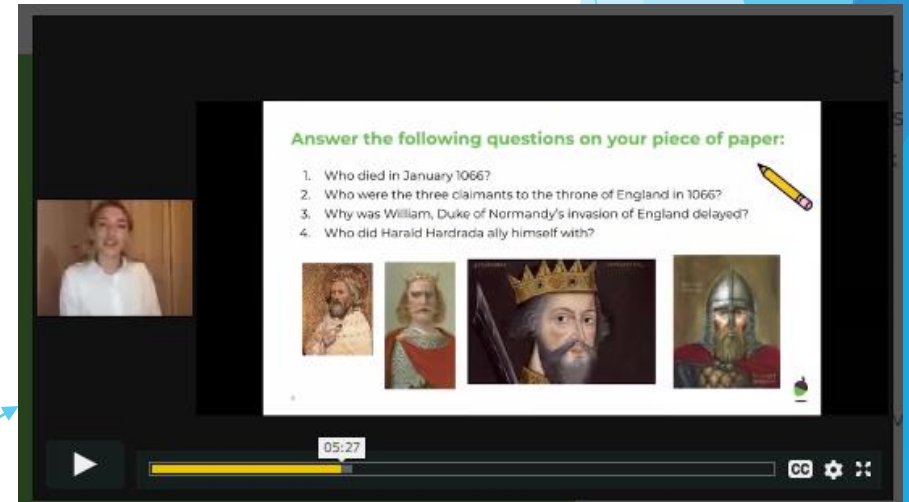 Answer the following questions on your piece of paper:
1. Who died in January 1066?
2. Who were the three claimants to the throne of England in 1066?
3. Why was William, Duke of Normandy's invasion of England delayed?
4. Who did Harald Hardrada ally himself with?
05:27
CC